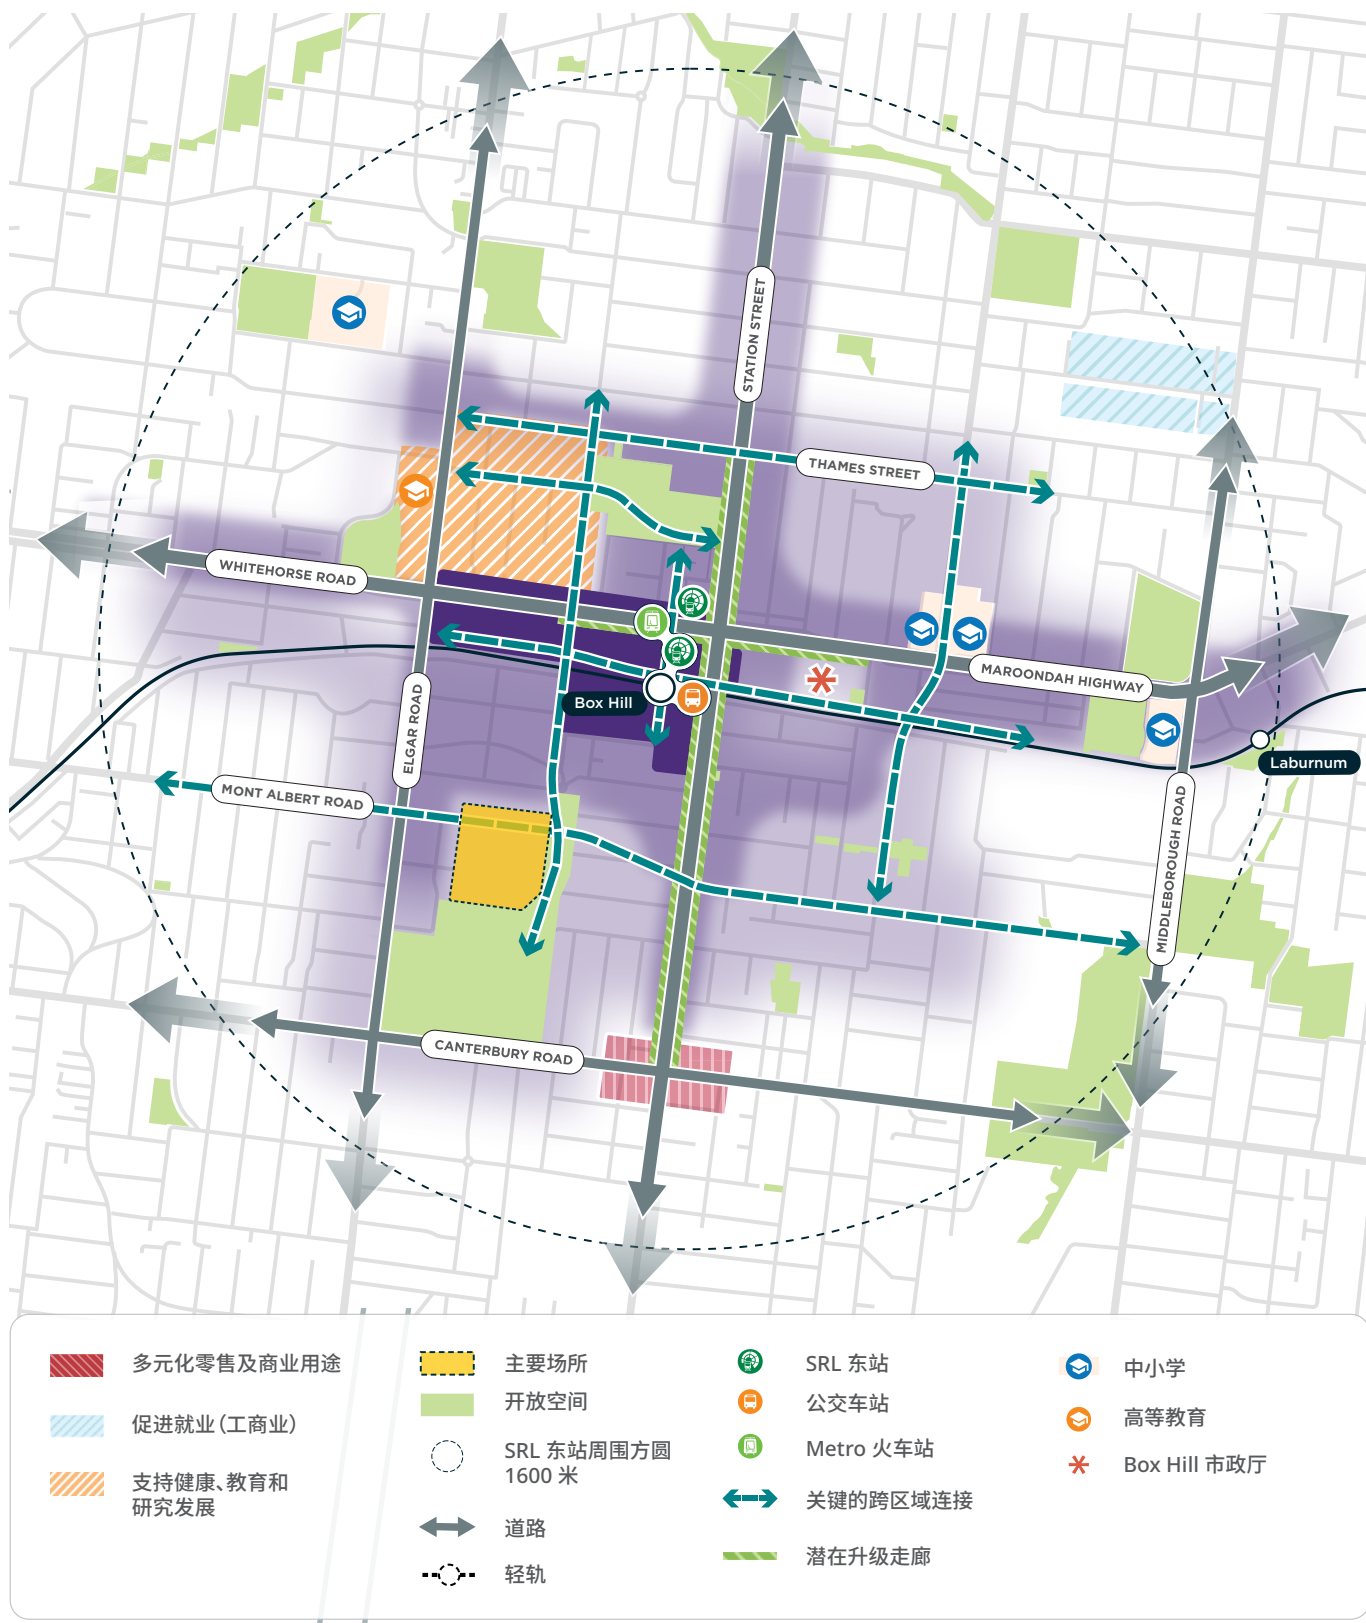 STATION STREET
THAMES STREET
WHITEHORSE ROAD
MAROONDAH HIGHWAY
Box Hill
ELGAR ROAD
Laburnum
MONT ALBERT ROAD
MIDDLEBOROUGH ROAD
CANTERBURY ROAD
多元化零售及商业用途
促进就业（工商业）
支持健康、教育和
研究发展
主要场所
开放空间
SRL 东站周围方圆
1600 米
道路
轻轨
SRL 东站
公交车站
Metro 火车站
关键的跨区域连接
潜在升级走廊
中小学
高等教育
Box Hill 市政厅